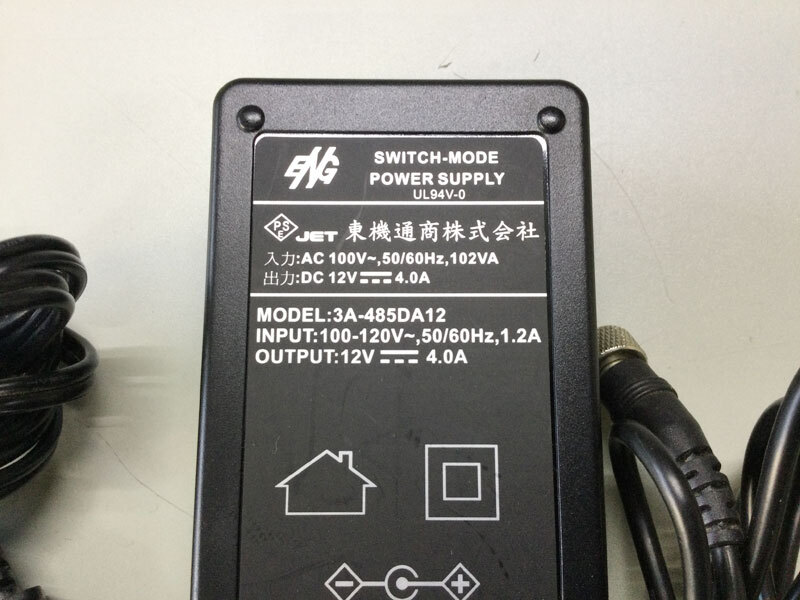 ENG
SWITCH-MODE
POWER SUPPLY
UL94V-0
PSE JET 東機通商株式会社
入力:AC 100V~,50/60Hz,102VA
出力:DC 12V⎓4.0A
MODEL:3A-485DA12
INPUT:100-120V~,50/60Hz,1.2A
OUTPUT:12V ⎓ 4.0A